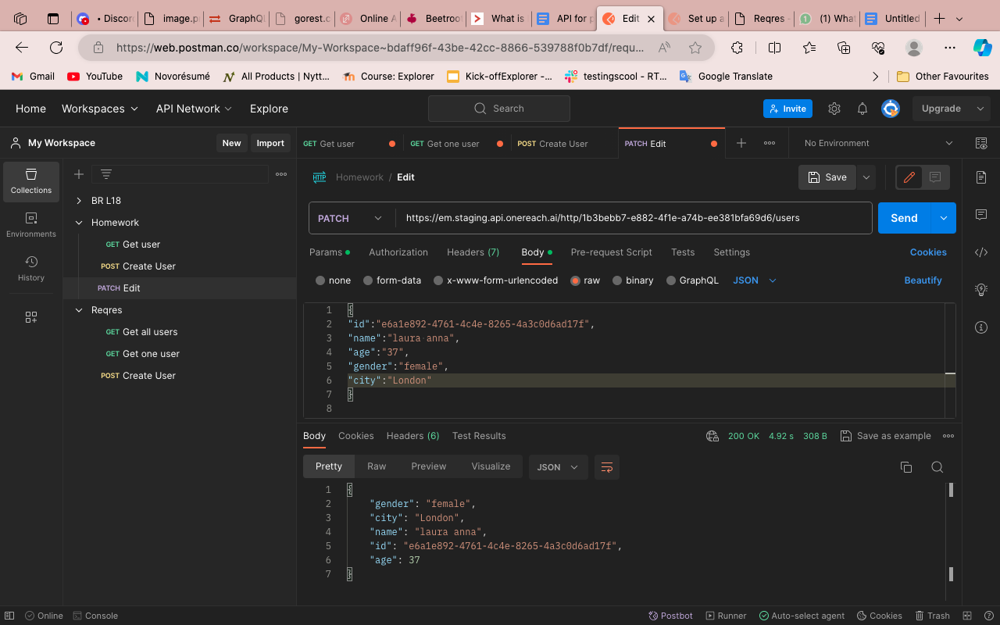 • Discord
image.p
GraphQL
gorest.c
Online A
Beetroot
What is
API for p
Edit
Set up a
Reqres -
(1) What
Untitled
https://web.postman.co/workspace/My-Workspace~bdaff96f-43be-42cc-8866-539788f0b7df/requ...
Gmail
YouTube
Novorésumé
All Products | Nytt...
Course: Explorer
Kick-offExplorer -...
testingscool - RT...
Google Translate
Other Favourites
Home
Workspaces
API Network
Explore
Search
Invite
Upgrade
My Workspace
New
Import
GET Get user
GET Get one user
POST Create User
PATCH Edit
No Environment
Collections
Environments
History
BR L18
Homework
GET Get user
POST Create User
PATCH Edit
Reqres
GET Get all users
GET Get one user
POST Create User
HTTP Homework / Edit
Save
PATCH
https://em.staging.api.onereach.ai/http/1b3bebb7-e882-4f1e-a74b-ee381bfa69d6/users
Send
Params
Authorization
Headers (7)
Body
Pre-request Script
Tests
Settings
Cookies
none
form-data
x-www-form-urlencoded
raw
binary
GraphQL
JSON
Beautify
1 {
2 "id":"e6a1e892-4761-4c4e-8265-4a3c0d6ad17f",
3 "name":"laura anna",
4 "age":"37",
5 "gender":"female",
6 "city":"London"
7 }
8
Body
Cookies
Headers (6)
Test Results
200 OK
4.92 s
308 B
Save as example
Pretty
Raw
Preview
Visualize
JSON
1 {
2 "gender": "female",
3 "city": "London",
4 "name": "laura anna",
5 "id": "e6a1e892-4761-4c4e-8265-4a3c0d6ad17f",
6 "age": 37
7 }
Online
Console
Postbot
Runner
Auto-select agent
Cookies
Trash